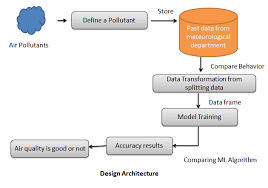 Store
Define a Pollutant
Past data from
meteorological
department
Air Pollutants
Compare Behavior
Data Transformation from
splitting data
Data frame
Model Training
Air quality is good or not
Accuracy results
Comparing ML Algorithm
Design Architecture